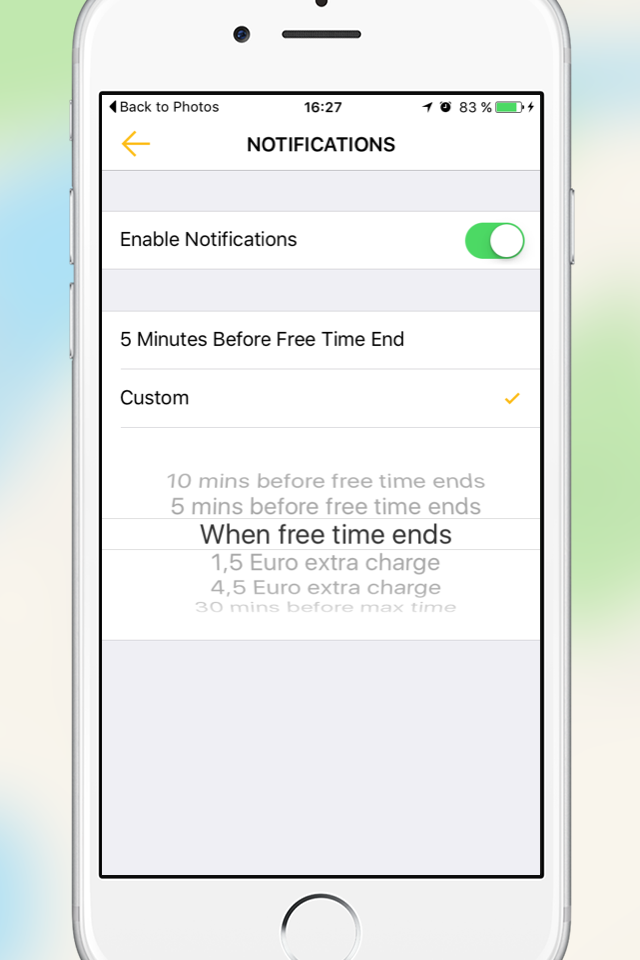 Back to Photos 16:27 83 %
NOTIFICATIONS
Enable Notifications
5 Minutes Before Free Time End
Custom
10 mins before free time ends
5 mins before free time ends
When free time ends
1,5 Euro extra charge
4,5 Euro extra charge
30 mins before max time